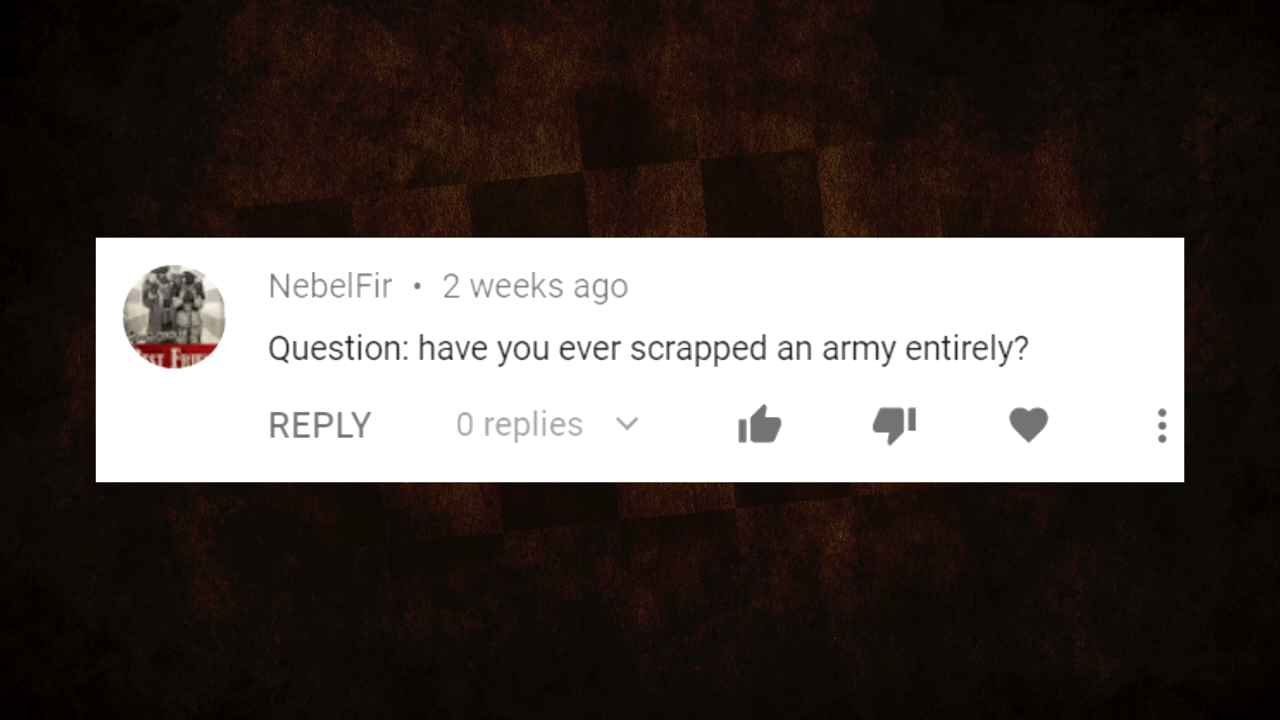 NebelFir • 2 weeks ago
Question: have you ever scrapped an army entirely?
REPLY 0 replies